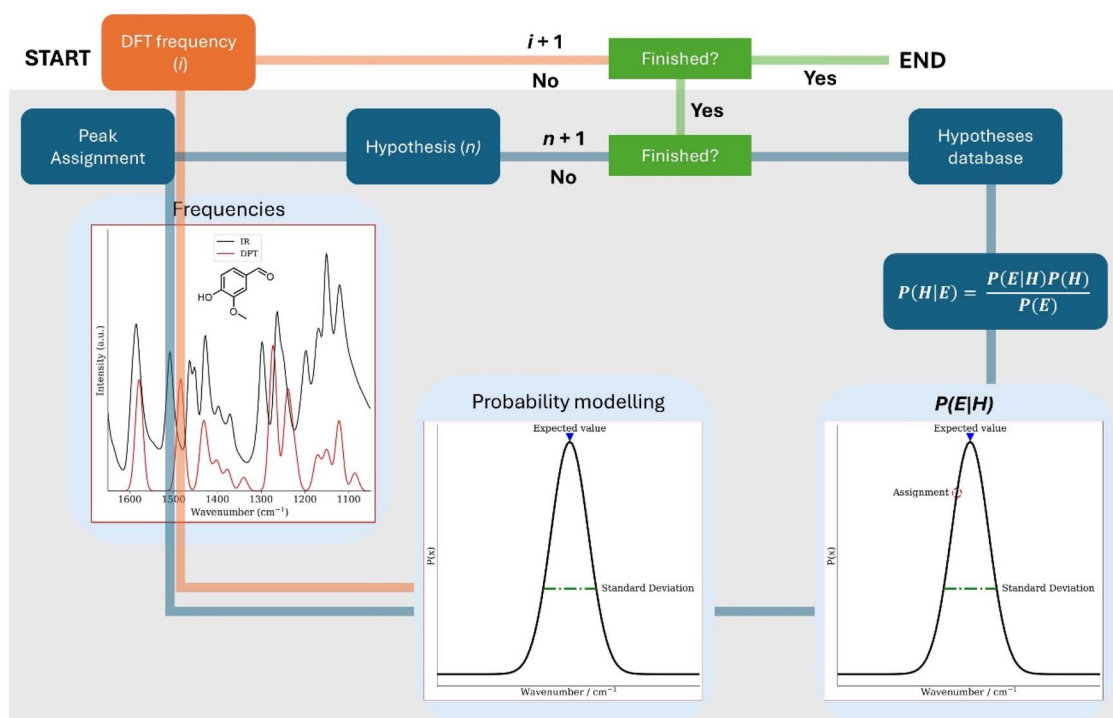 START
DFT frequency
(i)
i + 1
No
Finished?
Yes
END
Peak
Assignment
Hypothesis (n)
n + 1
No
Yes
Finished?
Hypotheses
database
Frequencies
IR
DFT
HO
O
O
Intensity (a.u.)
1600 1500 1400 1300 1200 1100
Wavenumber (cm⁻¹)
P(H|E) = P(E|H)P(H) / P(E)
Probability modelling
Expected value
P(x)
Standard Deviation
Wavenumber / cm⁻¹
P(E|H)
Expected value
Assignment
P(x)
Standard Deviation
Wavenumber / cm⁻¹